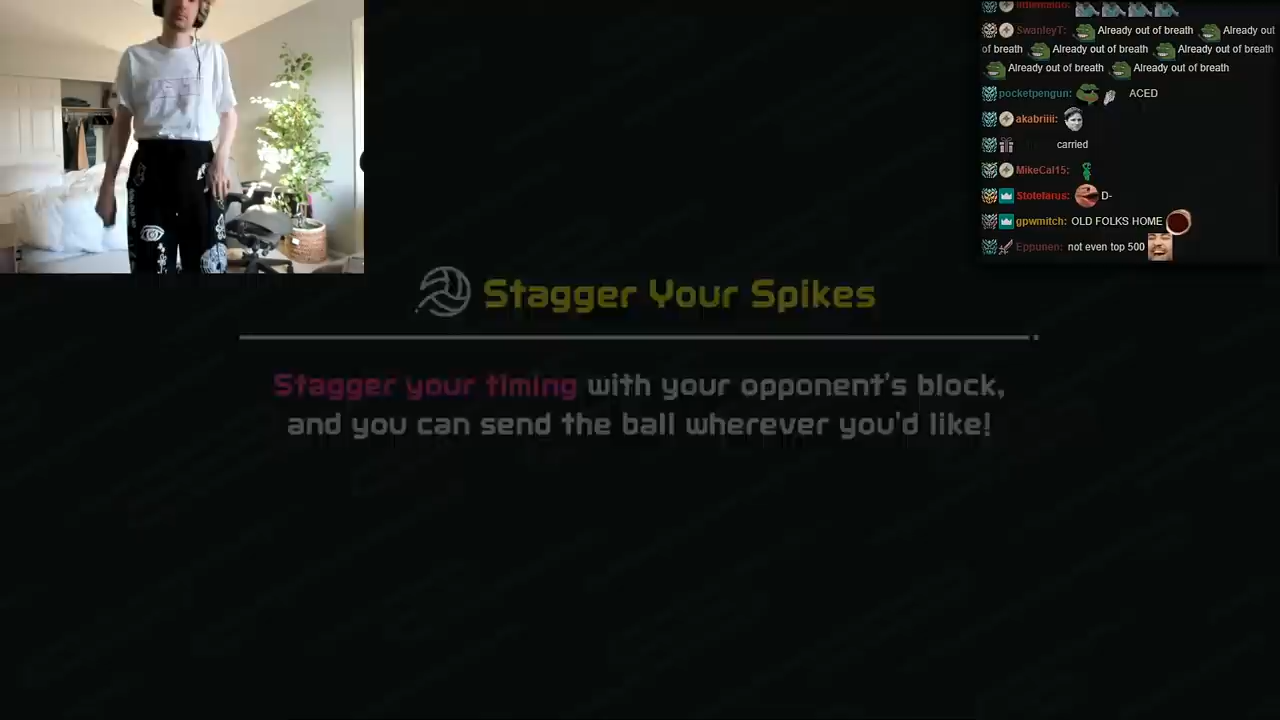 SwanleyT: Already out of breath Already out
of breath Already out of breath Already out of breath
Already out of breath Already out of breath
pocketpengun: ACED
akabriiii:
carried
MikeCal15:
Stotelarus: D-
gpwmitch: OLD FOLKS HOME
Eppunen: not even top 500
Stagger Your Spikes
Stagger your timing with your opponent's block,
and you can send the ball wherever you'd like!